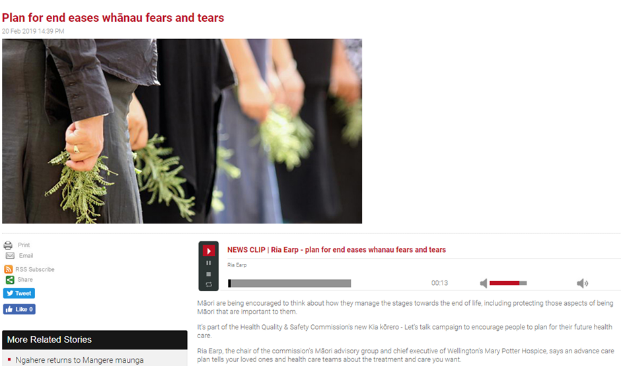 Plan for end eases whānau fears and tears
20 Feb 2019 14:39 PM
Print
Email
RSS Subscribe
Share
Tweet
Like 0
More Related Stories
Ngahere returns to Mangere maunga
NEWS CLIP | Ria Earp - plan for end eases whanau fears and tears
Ria Earp
00:13
Māori are being encouraged to think about how they manage the stages towards the end of life, including protecting those aspects of being
Māori that are important to them.
It's part of the Health Quality & Safety Commission's new Kia kōrero - Let's talk campaign to encourage people to plan for their future health
care.
Ria Earp, the chair of the commission's Māori advisory group and chief executive of Wellington's Mary Potter Hospice, says an advance care
plan tells your loved ones and health care teams about the treatment and care you want.